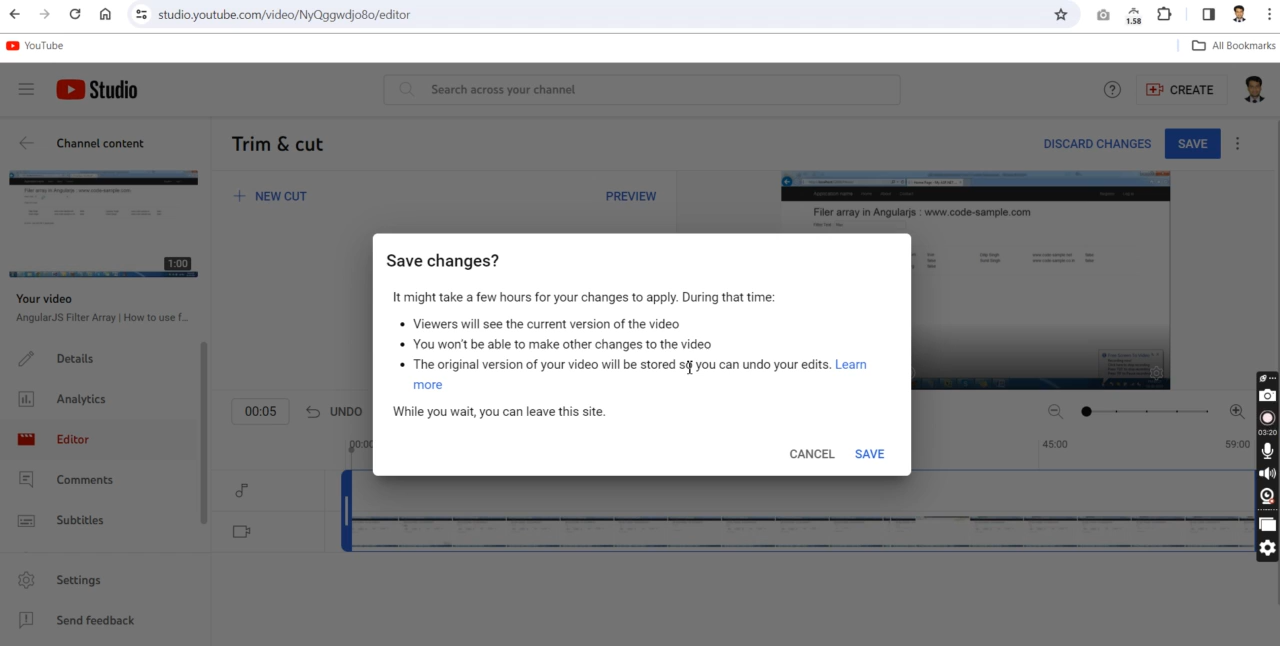 studio.youtube.com/video/NyQggwdjo8o/editor
1.58
YouTube
All Bookmarks
Studio
Search across your channel
CREATE
Channel content
Trim & cut
DISCARD CHANGES
SAVE
NEW CUT
PREVIEW
Filer array in Angularjs : www.code-sample.com
1:00
Your video
AngularJS Filter Array | How to use f...
Save changes?
It might take a few hours for your changes to apply. During that time:
• Viewers will see the current version of the video
• You won't be able to make other changes to the video
• The original version of your video will be stored so you can undo your edits. Learn
more
While you wait, you can leave this site.
CANCEL
SAVE
Details
Analytics
Editor
Comments
Subtitles
Settings
Send feedback
00:05
UNDO
00:00
45:00
59:00
03:20